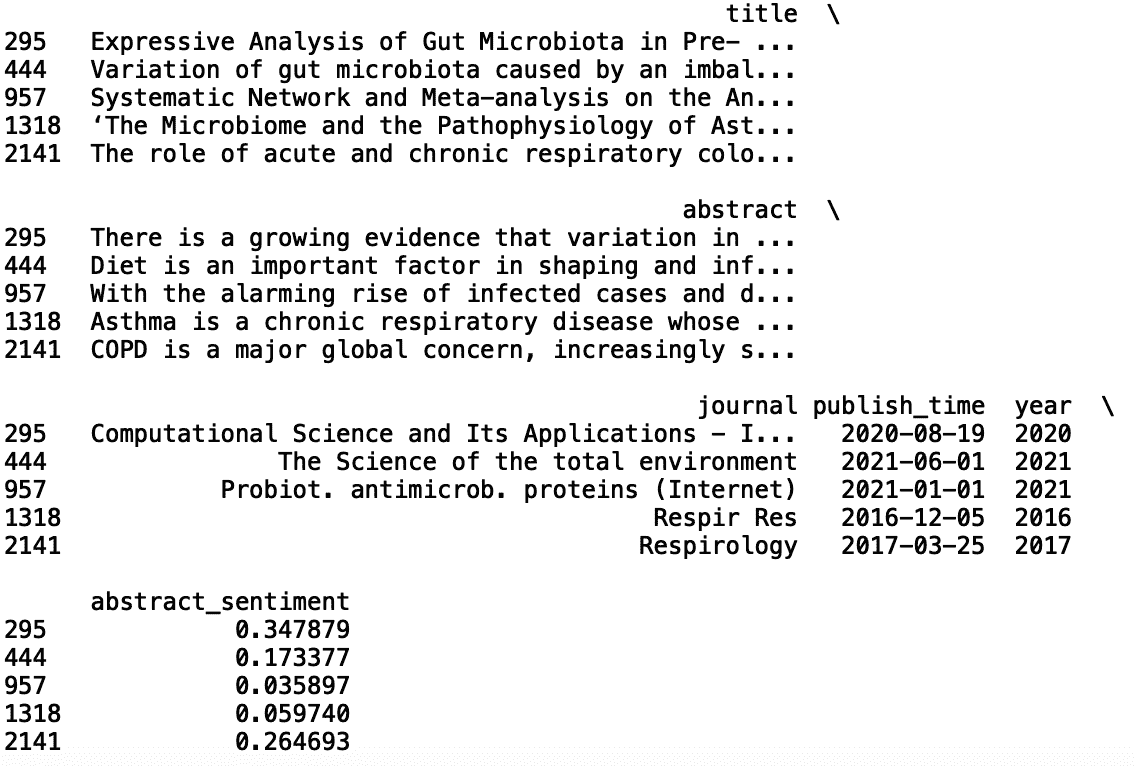 title \
295 Expressive Analysis of Gut Microbiota in Pre- ...
444 Variation of gut microbiota caused by an imbal...
957 Systematic Network and Meta-analysis on the An...
1318 ‘The Microbiome and the Pathophysiology of Ast...
2141 The role of acute and chronic respiratory colo...
abstract \
295 There is a growing evidence that variation in ...
444 Diet is an important factor in shaping and inf...
957 With the alarming rise of infected cases and d...
1318 Asthma is a chronic respiratory disease whose ...
2141 COPD is a major global concern, increasingly s...
journal publish_time year \
295 Computational Science and Its Applications - I... 2020-08-19 2020
444 The Science of the total environment 2021-06-01 2021
957 Probiot. antimicrob. proteins (Internet) 2021-01-01 2021
1318 Respir Res 2016-12-05 2016
2141 Respirology 2017-03-25 2017
abstract_sentiment
295 0.347879
444 0.173377
957 0.035897
1318 0.059740
2141 0.264693